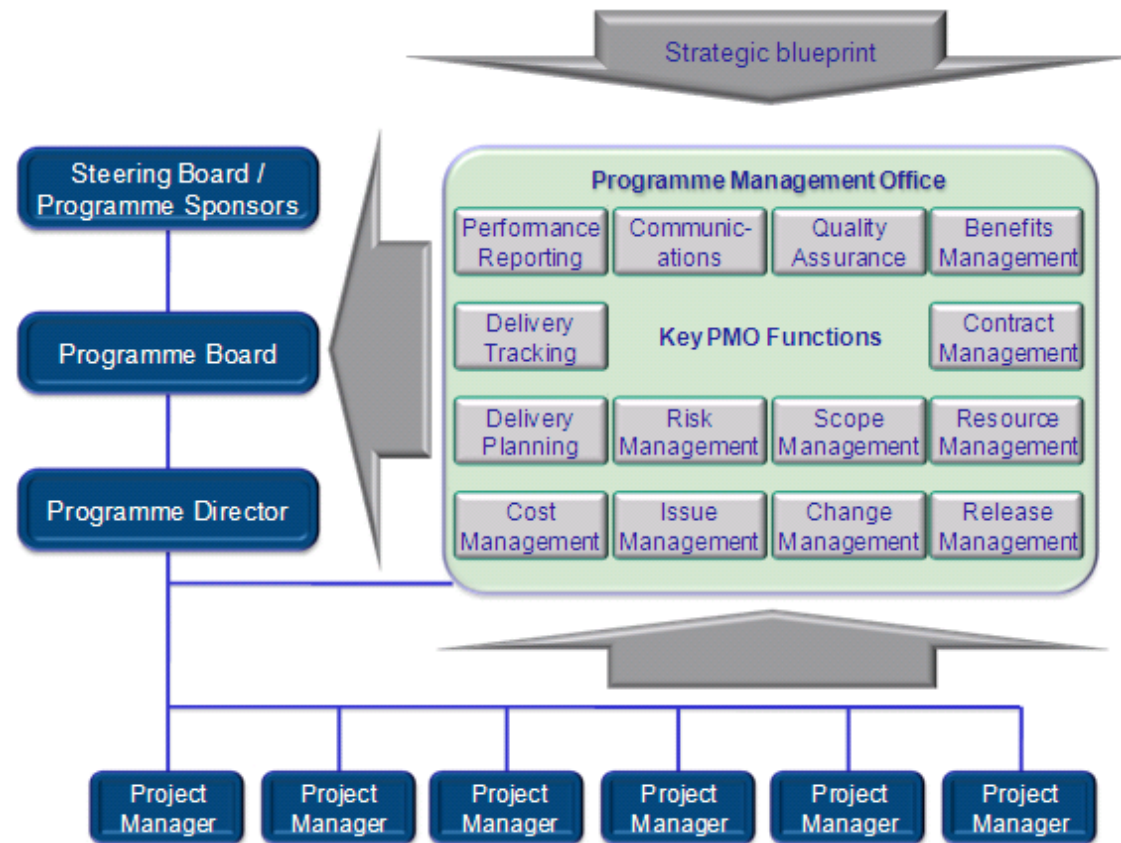 Strategic blueprint
Steering Board /
Programme Sponsors
Programme Board
Programme Director
Programme Management Office
Performance
Reporting
Communic-
ations
Quality
Assurance
Benefits
Management
Delivery
Tracking
Key PMO Functions
Contract
Management
Delivery
Planning
Risk
Management
Scope
Management
Resource
Management
Cost
Management
Issue
Management
Change
Management
Release
Management
Project
Manager
Project
Manager
Project
Manager
Project
Manager
Project
Manager
Project
Manager